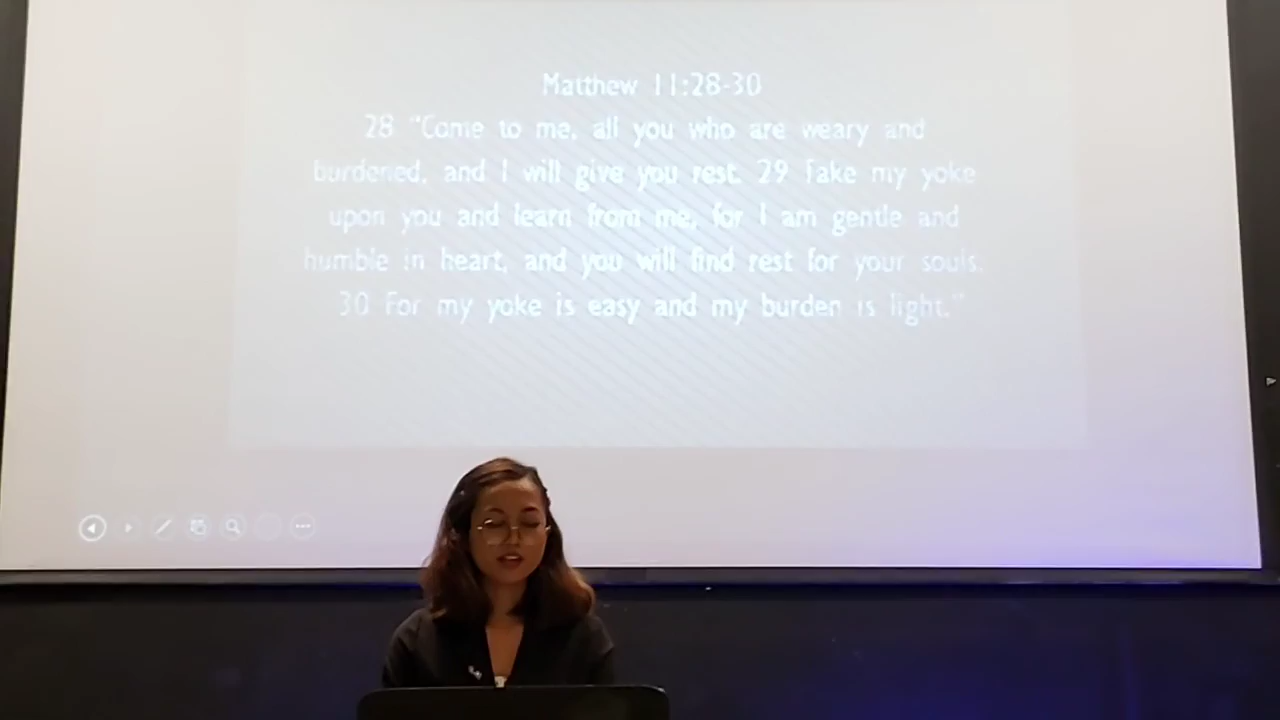 Matthew 11:28-30
28 "Come to me, all you who are weary and
burdened, and I will give you rest. 29 Take my yoke
upon you and learn from me, for I am gentle and
humble in heart, and you will find rest for your souls.
30 For my yoke is easy and my burden is light."